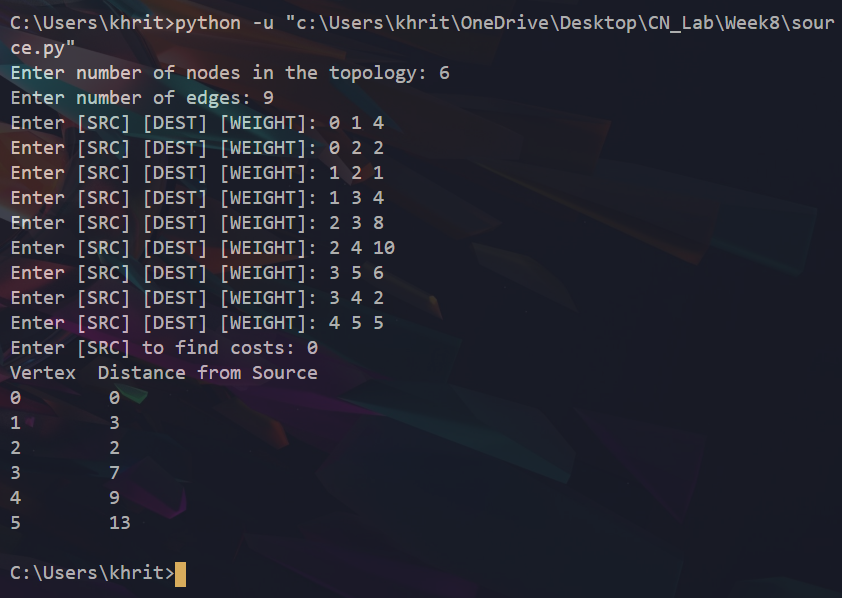 C:\Users\khrit>python -u "c:\Users\khrit\OneDrive\Desktop\CN_Lab\Week8\sour
ce.py"
Enter number of nodes in the topology: 6
Enter number of edges: 9
Enter [SRC] [DEST] [WEIGHT]: 0 1 4
Enter [SRC] [DEST] [WEIGHT]: 0 2 2
Enter [SRC] [DEST] [WEIGHT]: 1 2 1
Enter [SRC] [DEST] [WEIGHT]: 1 3 4
Enter [SRC] [DEST] [WEIGHT]: 2 3 8
Enter [SRC] [DEST] [WEIGHT]: 2 4 10
Enter [SRC] [DEST] [WEIGHT]: 3 5 6
Enter [SRC] [DEST] [WEIGHT]: 3 4 2
Enter [SRC] [DEST] [WEIGHT]: 4 5 5
Enter [SRC] to find costs: 0
Vertex  Distance from Source
0        0
1        3
2        2
3        7
4        9
5        13
C:\Users\khrit>